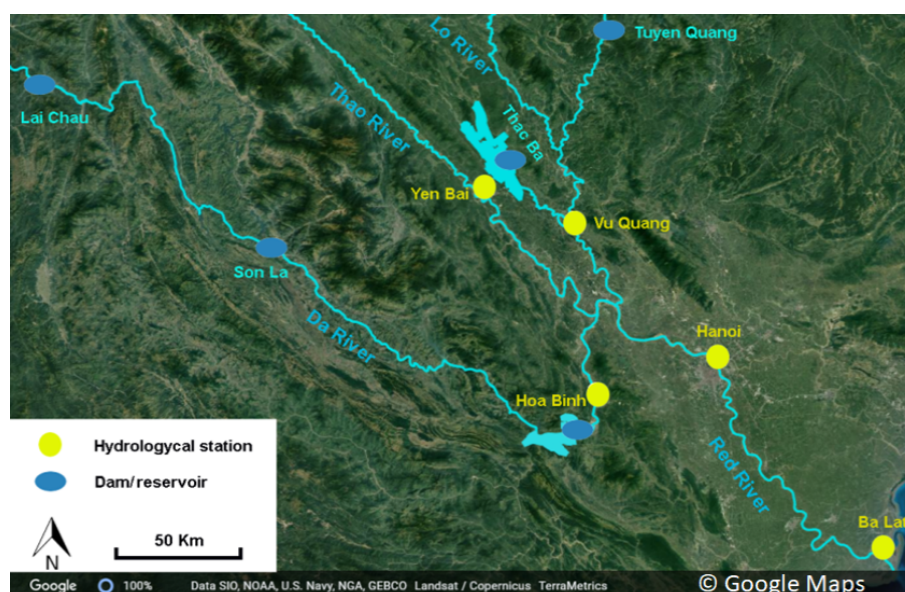 Lo River
Tuyen Quang
Lai Chau
Thao River
Thac Ba
Yen Bai
Vu Quang
Son La
Da River
Hanoi
Hoa Binh
Red River
Ba Lat
Hydrologycal station
Dam/reservoir
N
50 Km
Google 100% Data SIO, NOAA, U.S. Navy, NGA, GEBCO Landsat / Copernicus TerraMetrics
© Google Maps